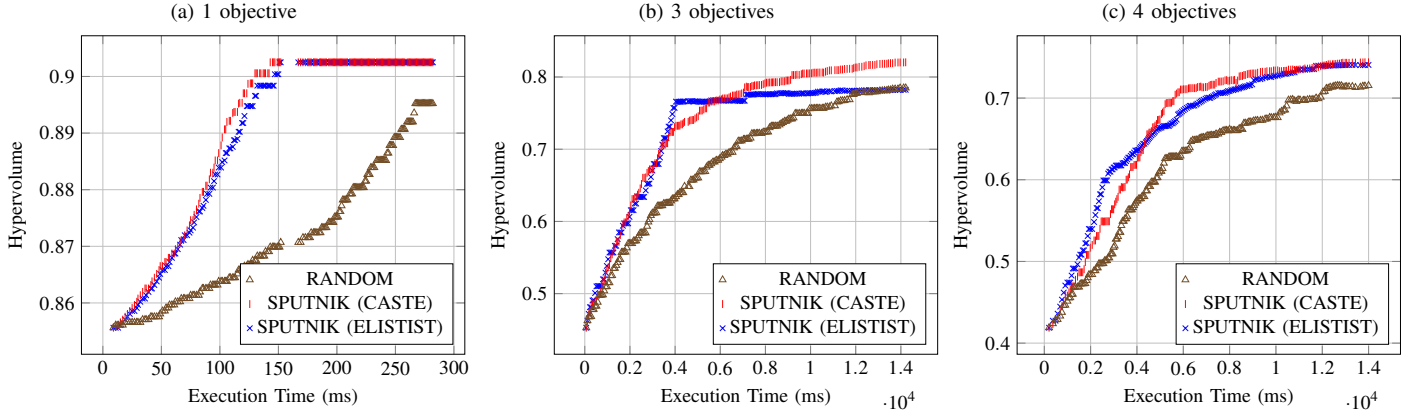 (a) 1 objective
0.9
0.89
0.88
0.87
0.86
Hypervolume
RANDOM
SPUTNIK (CASTE)
SPUTNIK (ELISTIST)
0 50 100 150 200 250 300
Execution Time (ms)
(b) 3 objectives
0.8
0.7
0.6
0.5
Hypervolume
RANDOM
SPUTNIK (CASTE)
SPUTNIK (ELISTIST)
0 0.2 0.4 0.6 0.8 1 1.2 1.4
Execution Time (ms)
·10⁴
(c) 4 objectives
0.7
0.6
0.5
0.4
Hypervolume
RANDOM
SPUTNIK (CASTE)
SPUTNIK (ELISTIST)
0 0.2 0.4 0.6 0.8 1 1.2 1.4
Execution Time (ms)
·10⁴